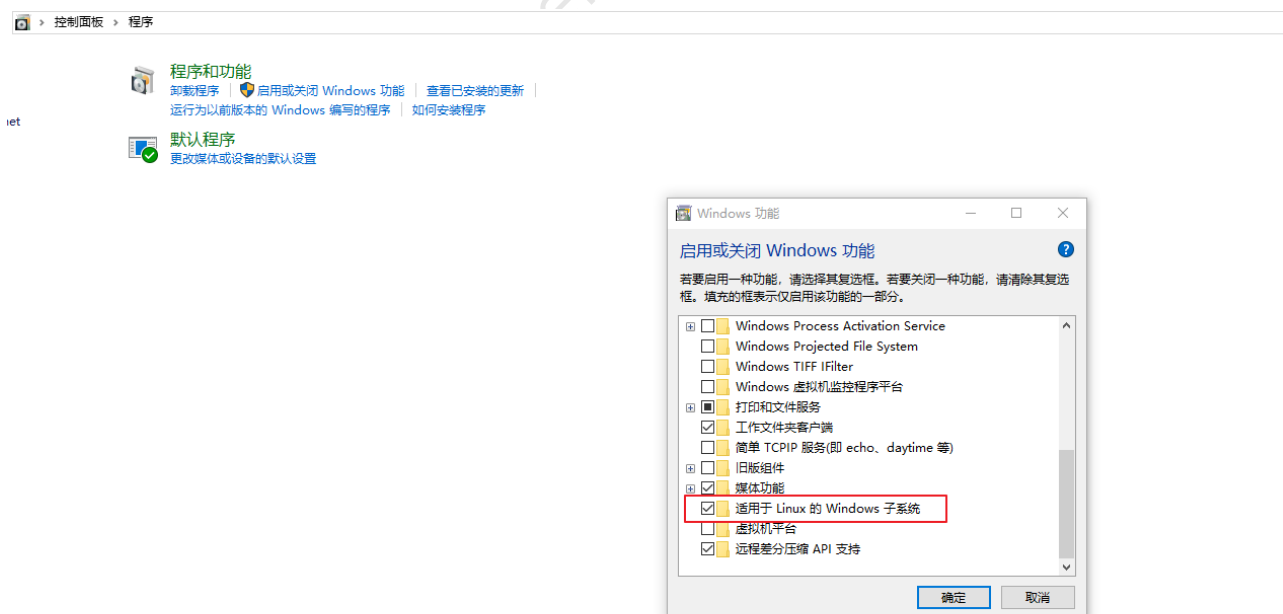 控制面板 › 程序
程序和功能
卸载程序 启用或关闭 Windows 功能 查看已安装的更新
运行为以前版本的 Windows 编写的程序 如何安装程序
net
默认程序
更改媒体或设备的默认设置
Windows 功能
启用或关闭 Windows 功能
若要启用一种功能，请选择其复选框。若要关闭一种功能，请清除其复选
框。填充的框表示仅启用该功能的一部分。
Windows Process Activation Service
Windows Projected File System
Windows TIFF IFilter
Windows 虚拟机监控程序平台
打印和文件服务
工作文件夹客户端
简单 TCPIP 服务(即 echo、daytime 等)
旧版组件
媒体功能
适用于 Linux 的 Windows 子系统
虚拟机平台
远程差分压缩 API 支持
确定 取消